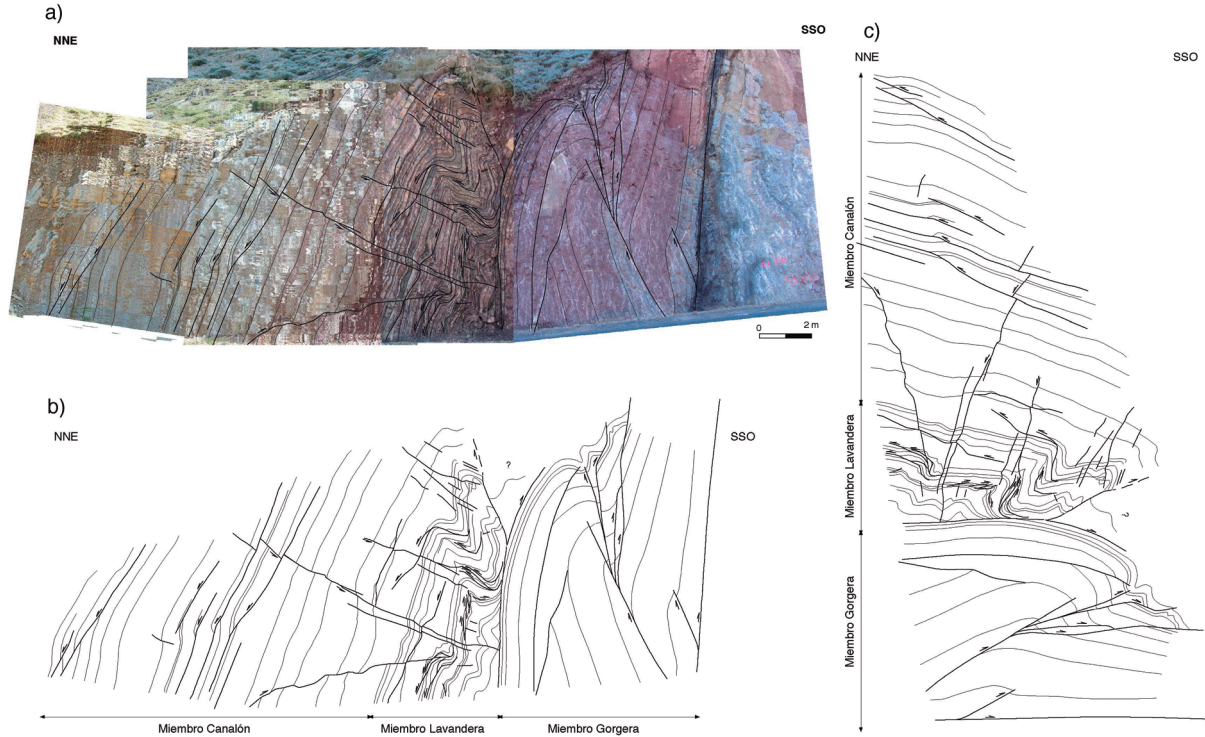 a)
NNE
SSO
0
2 m
b)
NNE
SSO
?
Miembro Canalón
Miembro Lavandera
Miembro Gorgera
c)
NNE
SSO
Miembro Canalón
Miembro Lavandera
Miembro Gorgera
?